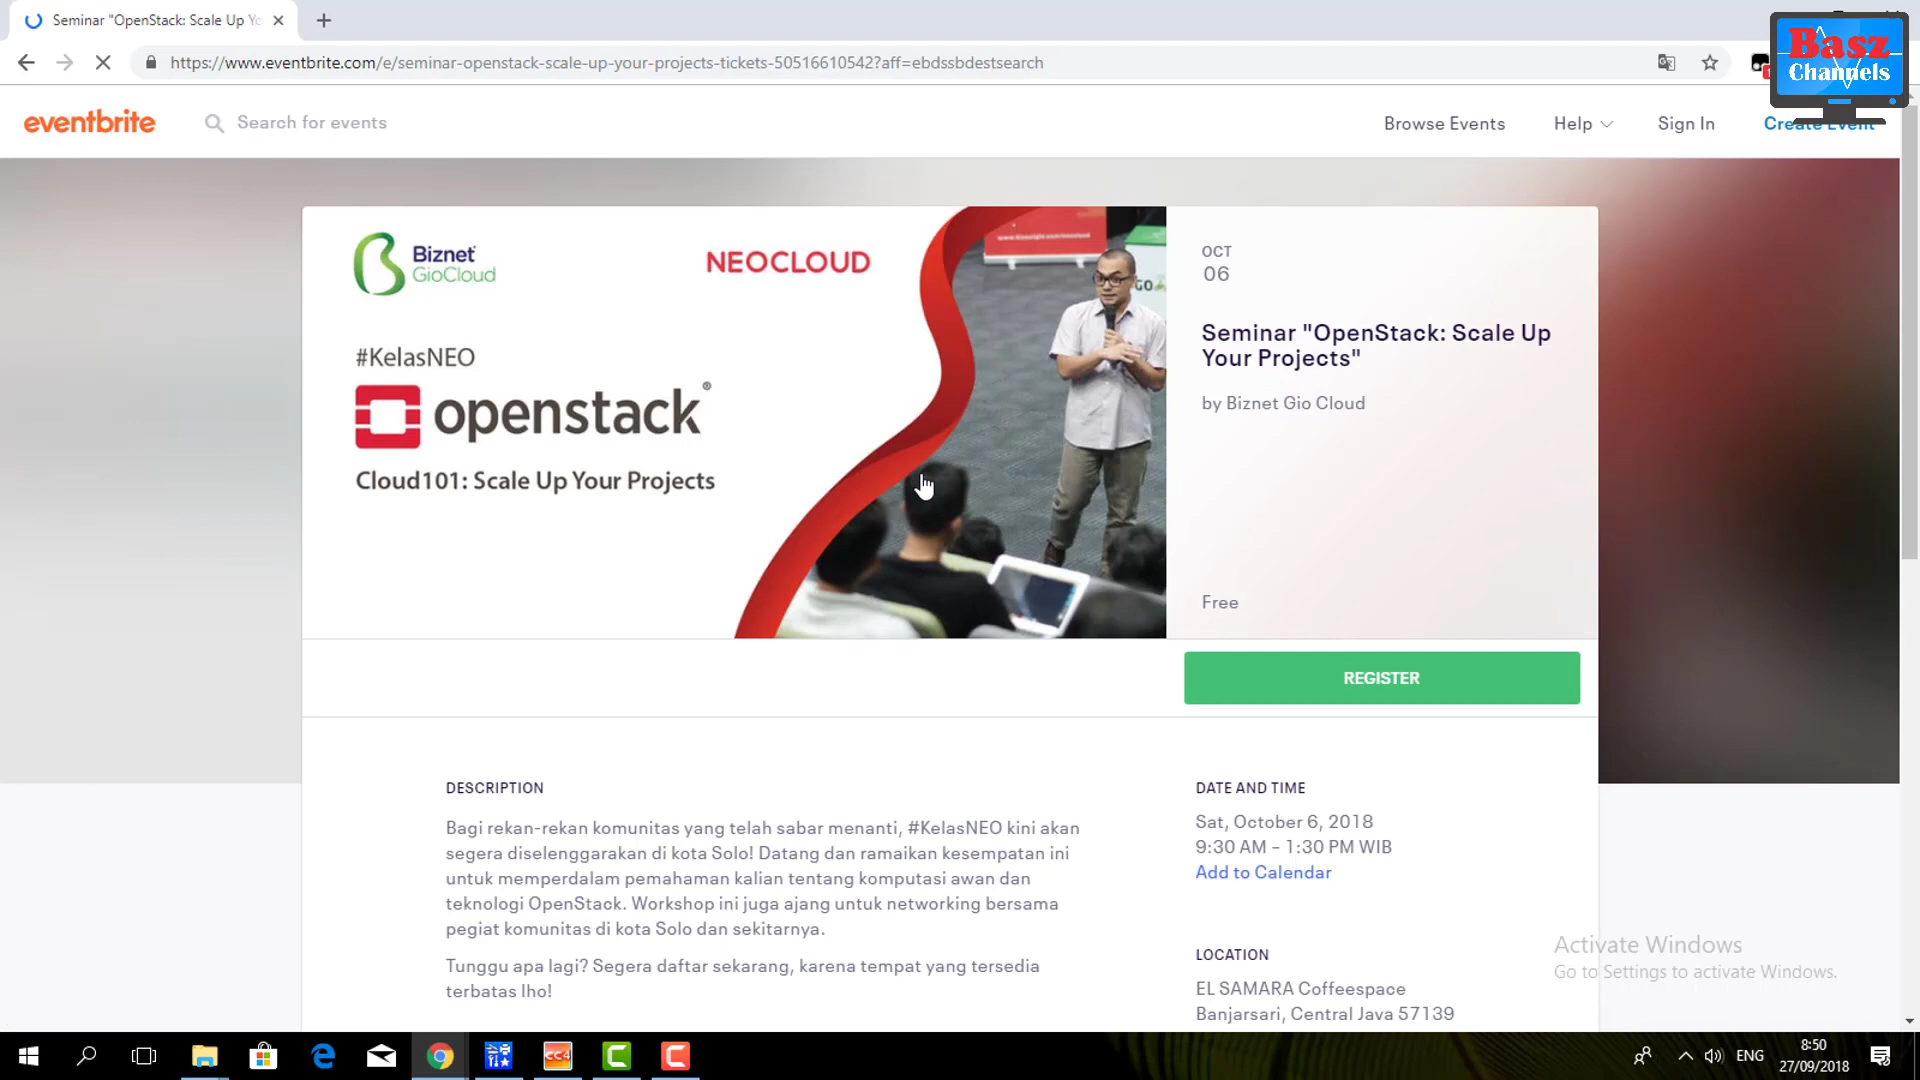 Seminar "OpenStack: Scale Up Yo
https://www.eventbrite.com/e/seminar-openstack-scale-up-your-projects-tickets-50516610542?aff=ebdssbdestsearch
Basz
Channels
eventbrite
Search for events
Browse Events
Help
Sign In
Create Event
Biznet
GioCloud
NEOCLOUD
#KelasNEO
openstack®
Cloud101: Scale Up Your Projects
OCT
06
Seminar "OpenStack: Scale Up
Your Projects"
by Biznet Gio Cloud
Free
REGISTER
DESCRIPTION
Bagi rekan-rekan komunitas yang telah sabar menanti, #KelasNEO kini akan
segera diselenggarakan di kota Solo! Datang dan ramaikan kesempatan ini
untuk memperdalam pemahaman kalian tentang komputasi awan dan
teknologi OpenStack. Workshop ini juga ajang untuk networking bersama
pegiat komunitas di kota Solo dan sekitarnya.
Tunggu apa lagi? Segera daftar sekarang, karena tempat yang tersedia
terbatas lho!
DATE AND TIME
Sat, October 6, 2018
9:30 AM – 1:30 PM WIB
Add to Calendar
LOCATION
EL SAMARA Coffeespace
Banjarsari, Central Java 57139
Activate Windows
Go to Settings to activate Windows.
CC4
ENG
8:50
27/09/2018